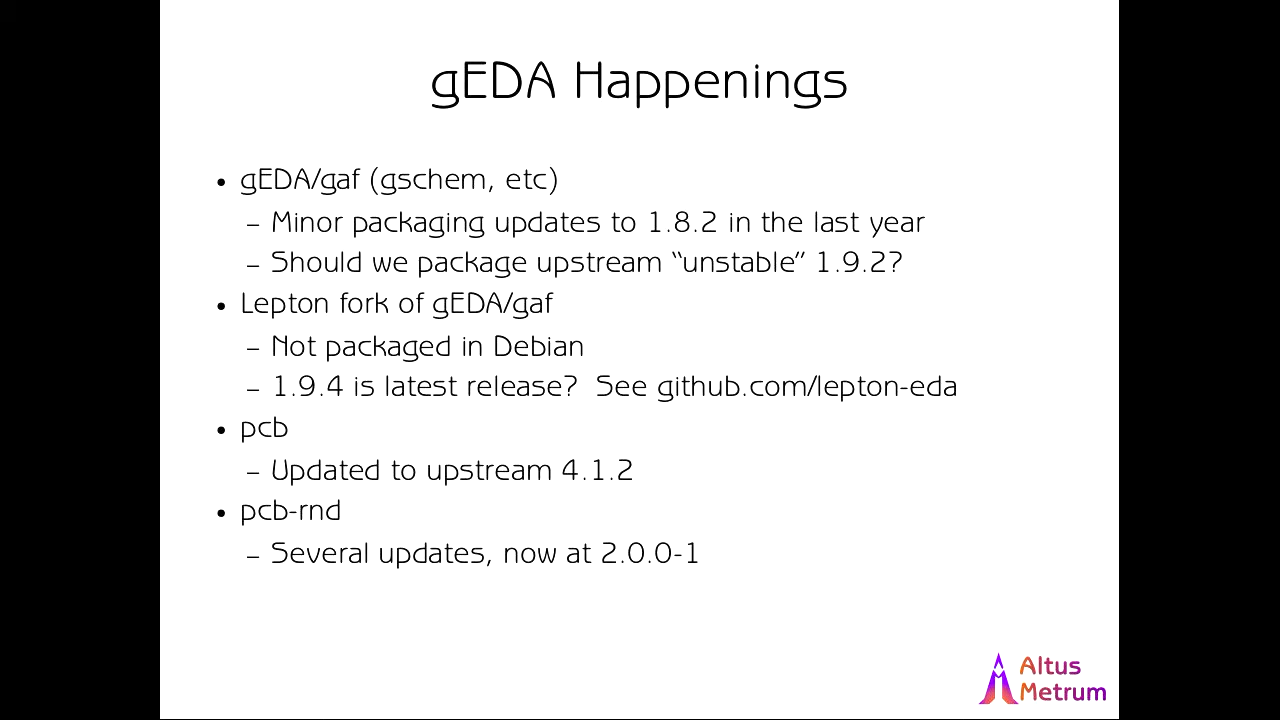 gEDA Happenings
• gEDA/gaf (gschem, etc)
– Minor packaging updates to 1.8.2 in the last year
– Should we package upstream “unstable” 1.9.2?
• Lepton fork of gEDA/gaf
– Not packaged in Debian
– 1.9.4 is latest release?  See github.com/lepton-eda
• pcb
– Updated to upstream 4.1.2
• pcb-rnd
– Several updates, now at 2.0.0-1
Altus
Metrum